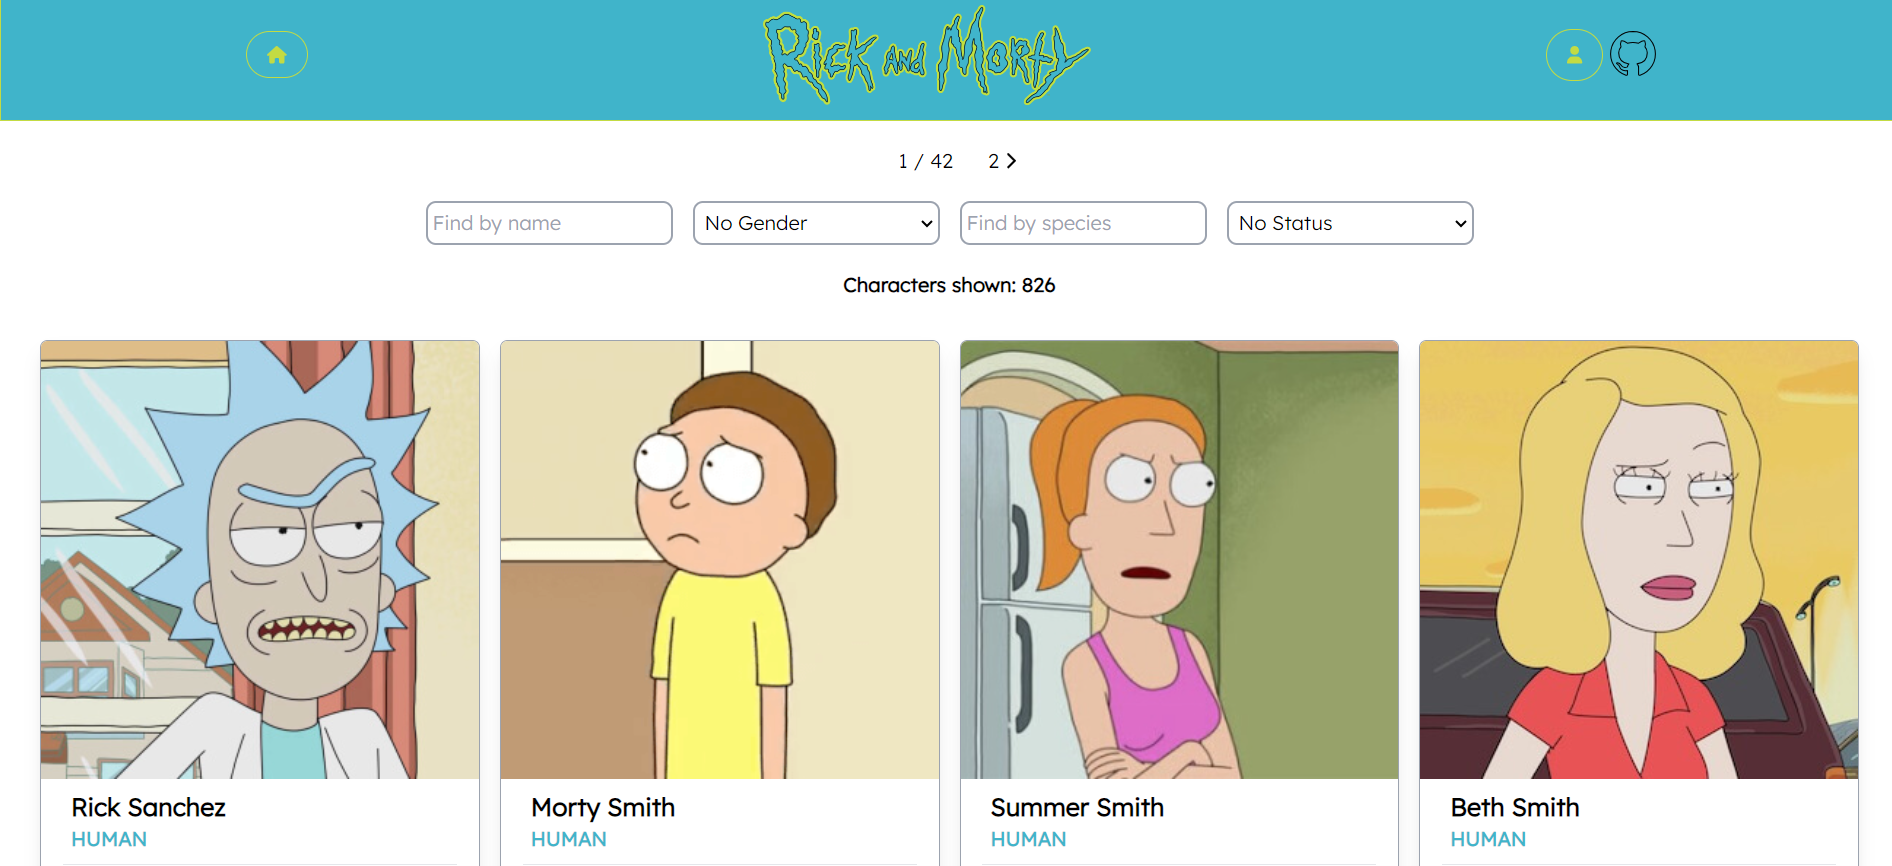 Rick and Morty
1 / 42 2
Find by name No Gender Find by species No Status
Characters shown: 826
Rick Sanchez Morty Smith Summer Smith Beth Smith
HUMAN HUMAN HUMAN HUMAN